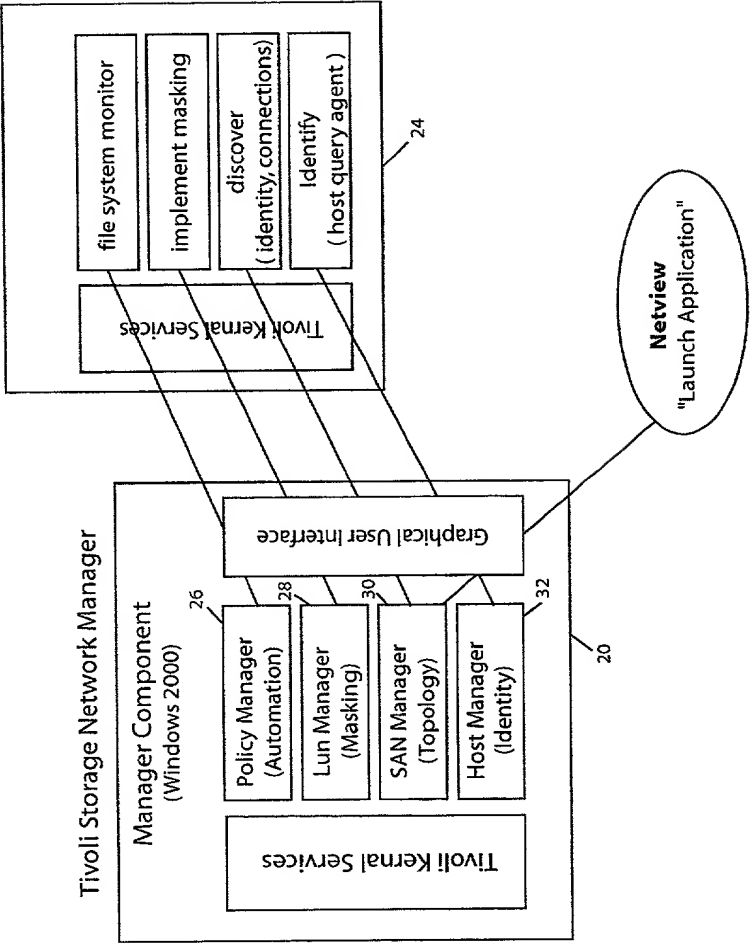 Tivoli Storage Network Manager
Manager Component
(Windows 2000)
Tivoli Kernal Services
Policy Manager
(Automation)
26
Lun Manager
(Masking)
28
SAN Manager
(Topology)
30
Host Manager
(Identity)
32
Graphical User Interface
20
Tivoli Kernal Services
file system monitor
implement masking
discover
( identity, connections)
Identify
( host query agent )
24
Netview
"Launch Application"